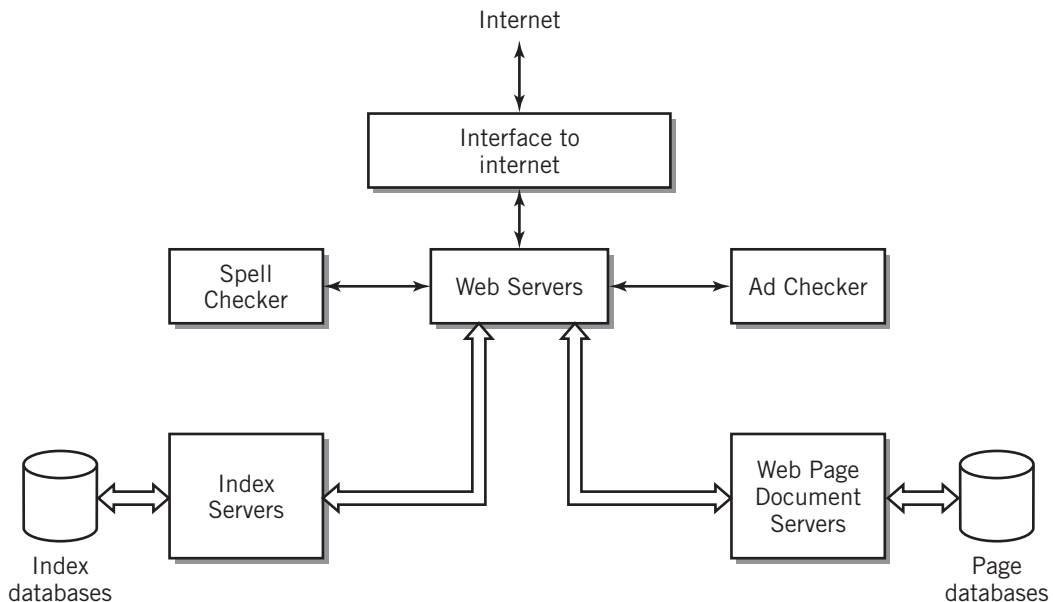 Internet
Interface to
internet
Spell
Checker
Web Servers
Ad Checker
Index
Servers
Web Page
Document
Servers
Index
databases
Page
databases